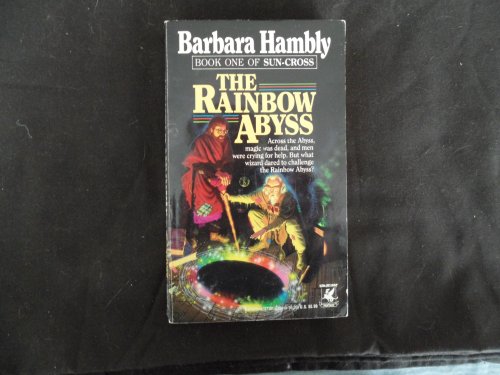 Barbara Hambly
BOOK ONE OF SUN-CROSS
THE
RAINBOW
ABYSS
Across the Abyss,
magic was dead, and men
were crying for help. But what
wizard dared to challenge
the Rainbow Abyss?